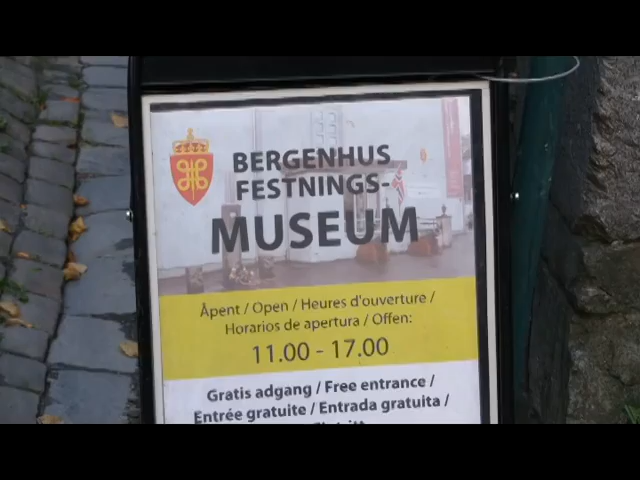 BERGENHUS
FESTNINGS-
MUSEUM
Åpent / Open / Heures d'ouverture /
Horarios de apertura / Offen:
11.00 - 17.00
Gratis adgang / Free entrance /
Entrée gratuite / Entrada gratuita /